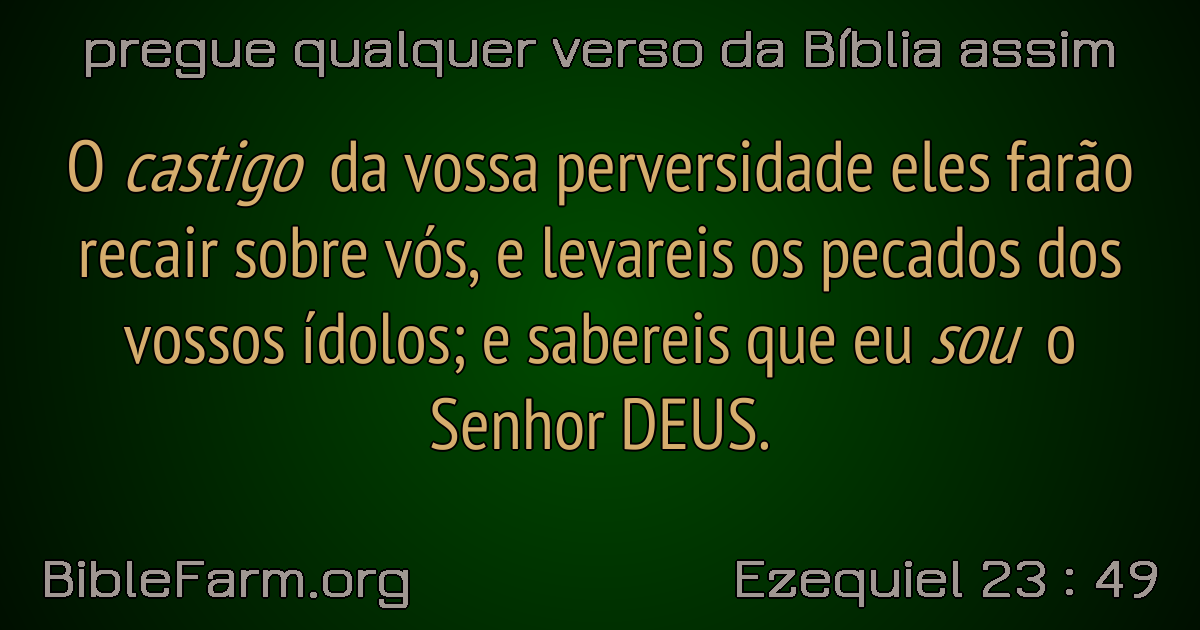 pregue qualquer verso da Bíblia assim
O castigo da vossa perversidade eles farão
recair sobre vós, e levareis os pecados dos
vossos ídolos; e sabereis que eu sou o
Senhor DEUS.
BibleFarm.org
Ezequiel 23 : 49